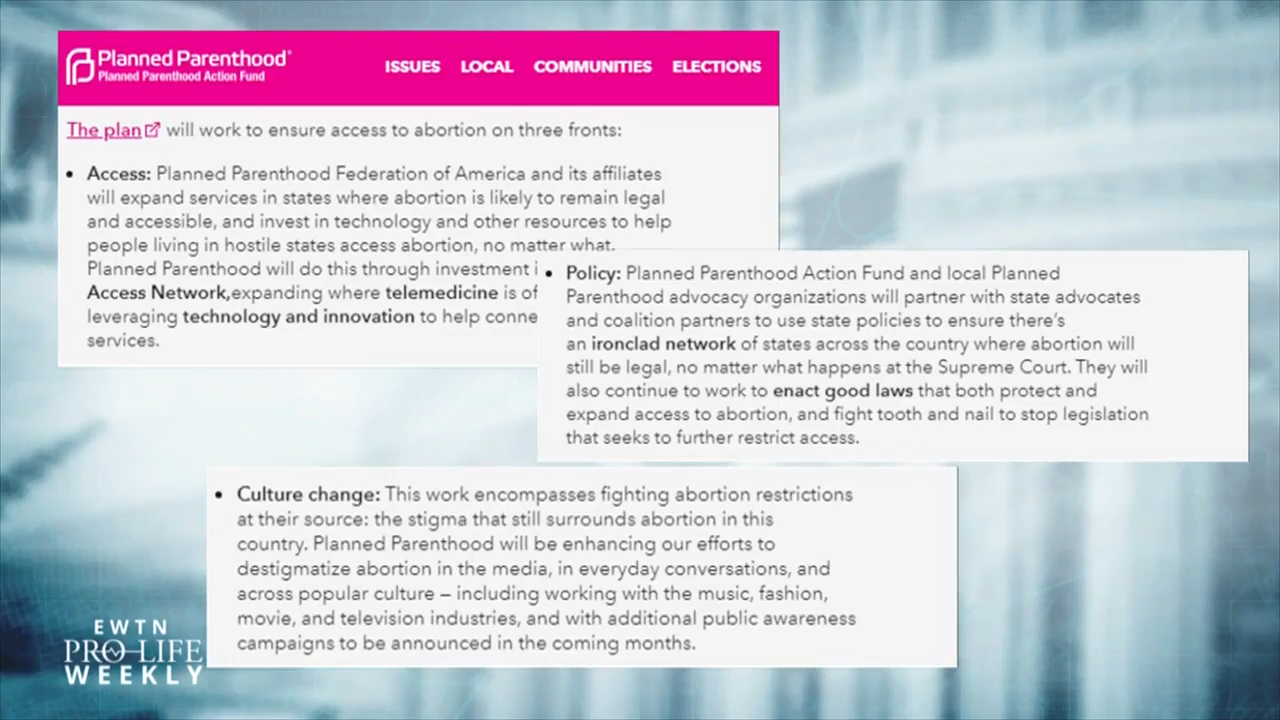 Planned Parenthood®
Planned Parenthood Action Fund
ISSUES LOCAL COMMUNITIES ELECTIONS
The plan will work to ensure access to abortion on three fronts:
• Access: Planned Parenthood Federation of America and its affiliates
will expand services in states where abortion is likely to remain legal
and accessible, and invest in technology and other resources to help
people living in hostile states access abortion, no matter what.
Planned Parenthood will do this through investment i
Access Network,expanding where telemedicine is of
leveraging technology and innovation to help conne
services.
• Policy: Planned Parenthood Action Fund and local Planned
Parenthood advocacy organizations will partner with state advocates
and coalition partners to use state policies to ensure there's
an ironclad network of states across the country where abortion will
still be legal, no matter what happens at the Supreme Court. They will
also continue to work to enact good laws that both protect and
expand access to abortion, and fight tooth and nail to stop legislation
that seeks to further restrict access.
• Culture change: This work encompasses fighting abortion restrictions
at their source: the stigma that still surrounds abortion in this
country. Planned Parenthood will be enhancing our efforts to
destigmatize abortion in the media, in everyday conversations, and
across popular culture – including working with the music, fashion,
movie, and television industries, and with additional public awareness
campaigns to be announced in the coming months.
EWTN
PRO-LIFE
WEEKLY